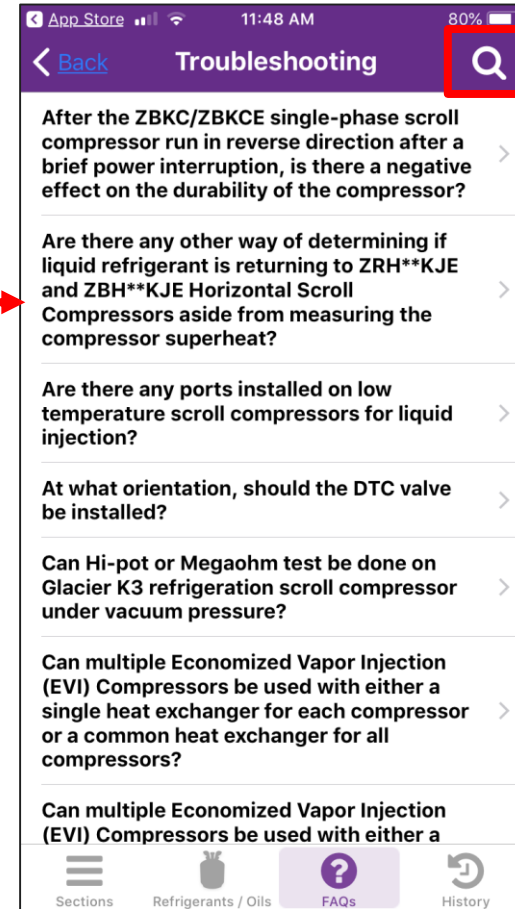 App Store 11:48 AM 80%
Back Troubleshooting
After the ZBKC/ZBKCE single-phase scroll
compressor run in reverse direction after a
brief power interruption, is there a negative
effect on the durability of the compressor?
Are there any other way of determining if
liquid refrigerant is returning to ZRH**KJE
and ZBH**KJE Horizontal Scroll
Compressors aside from measuring the
compressor superheat?
Are there any ports installed on low
temperature scroll compressors for liquid
injection?
At what orientation, should the DTC valve
be installed?
Can Hi-pot or Megaohm test be done on
Glacier K3 refrigeration scroll compressor
under vacuum pressure?
Can multiple Economized Vapor Injection
(EVI) Compressors be used with either a
single heat exchanger for each compressor
or a common heat exchanger for all
compressors?
Can multiple Economized Vapor Injection
(EVI) Compressors be used with either a
Sections Refrigerants / Oils FAQs History